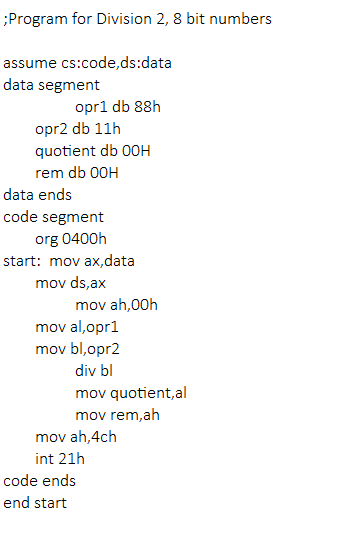 ;Program for Division 2, 8 bit numbers
assume cs:code,ds:data
data segment
opr1 db 88h
opr2 db 11h
quotient db 00H
rem db 00H
data ends
code segment
org 0400h
start:  mov ax,data
mov ds,ax
mov ah,00h
mov al,opr1
mov bl,opr2
div bl
mov quotient,al
mov rem,ah
mov ah,4ch
int 21h
code ends
end start